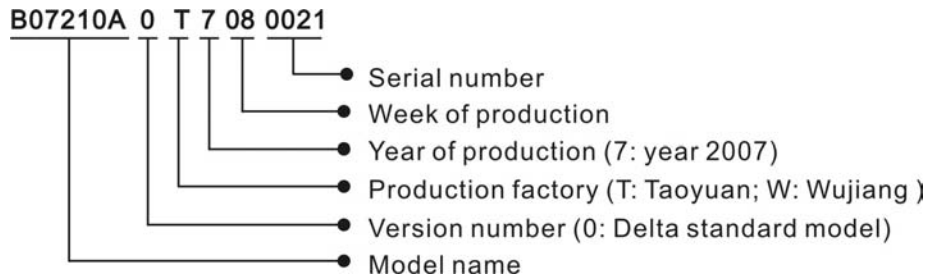 B07210A 0 T 7 08 0021
Serial number
Week of production
Year of production (7: year 2007)
Production factory (T: Taoyuan; W: Wujiang )
Version number (0: Delta standard model)
Model name